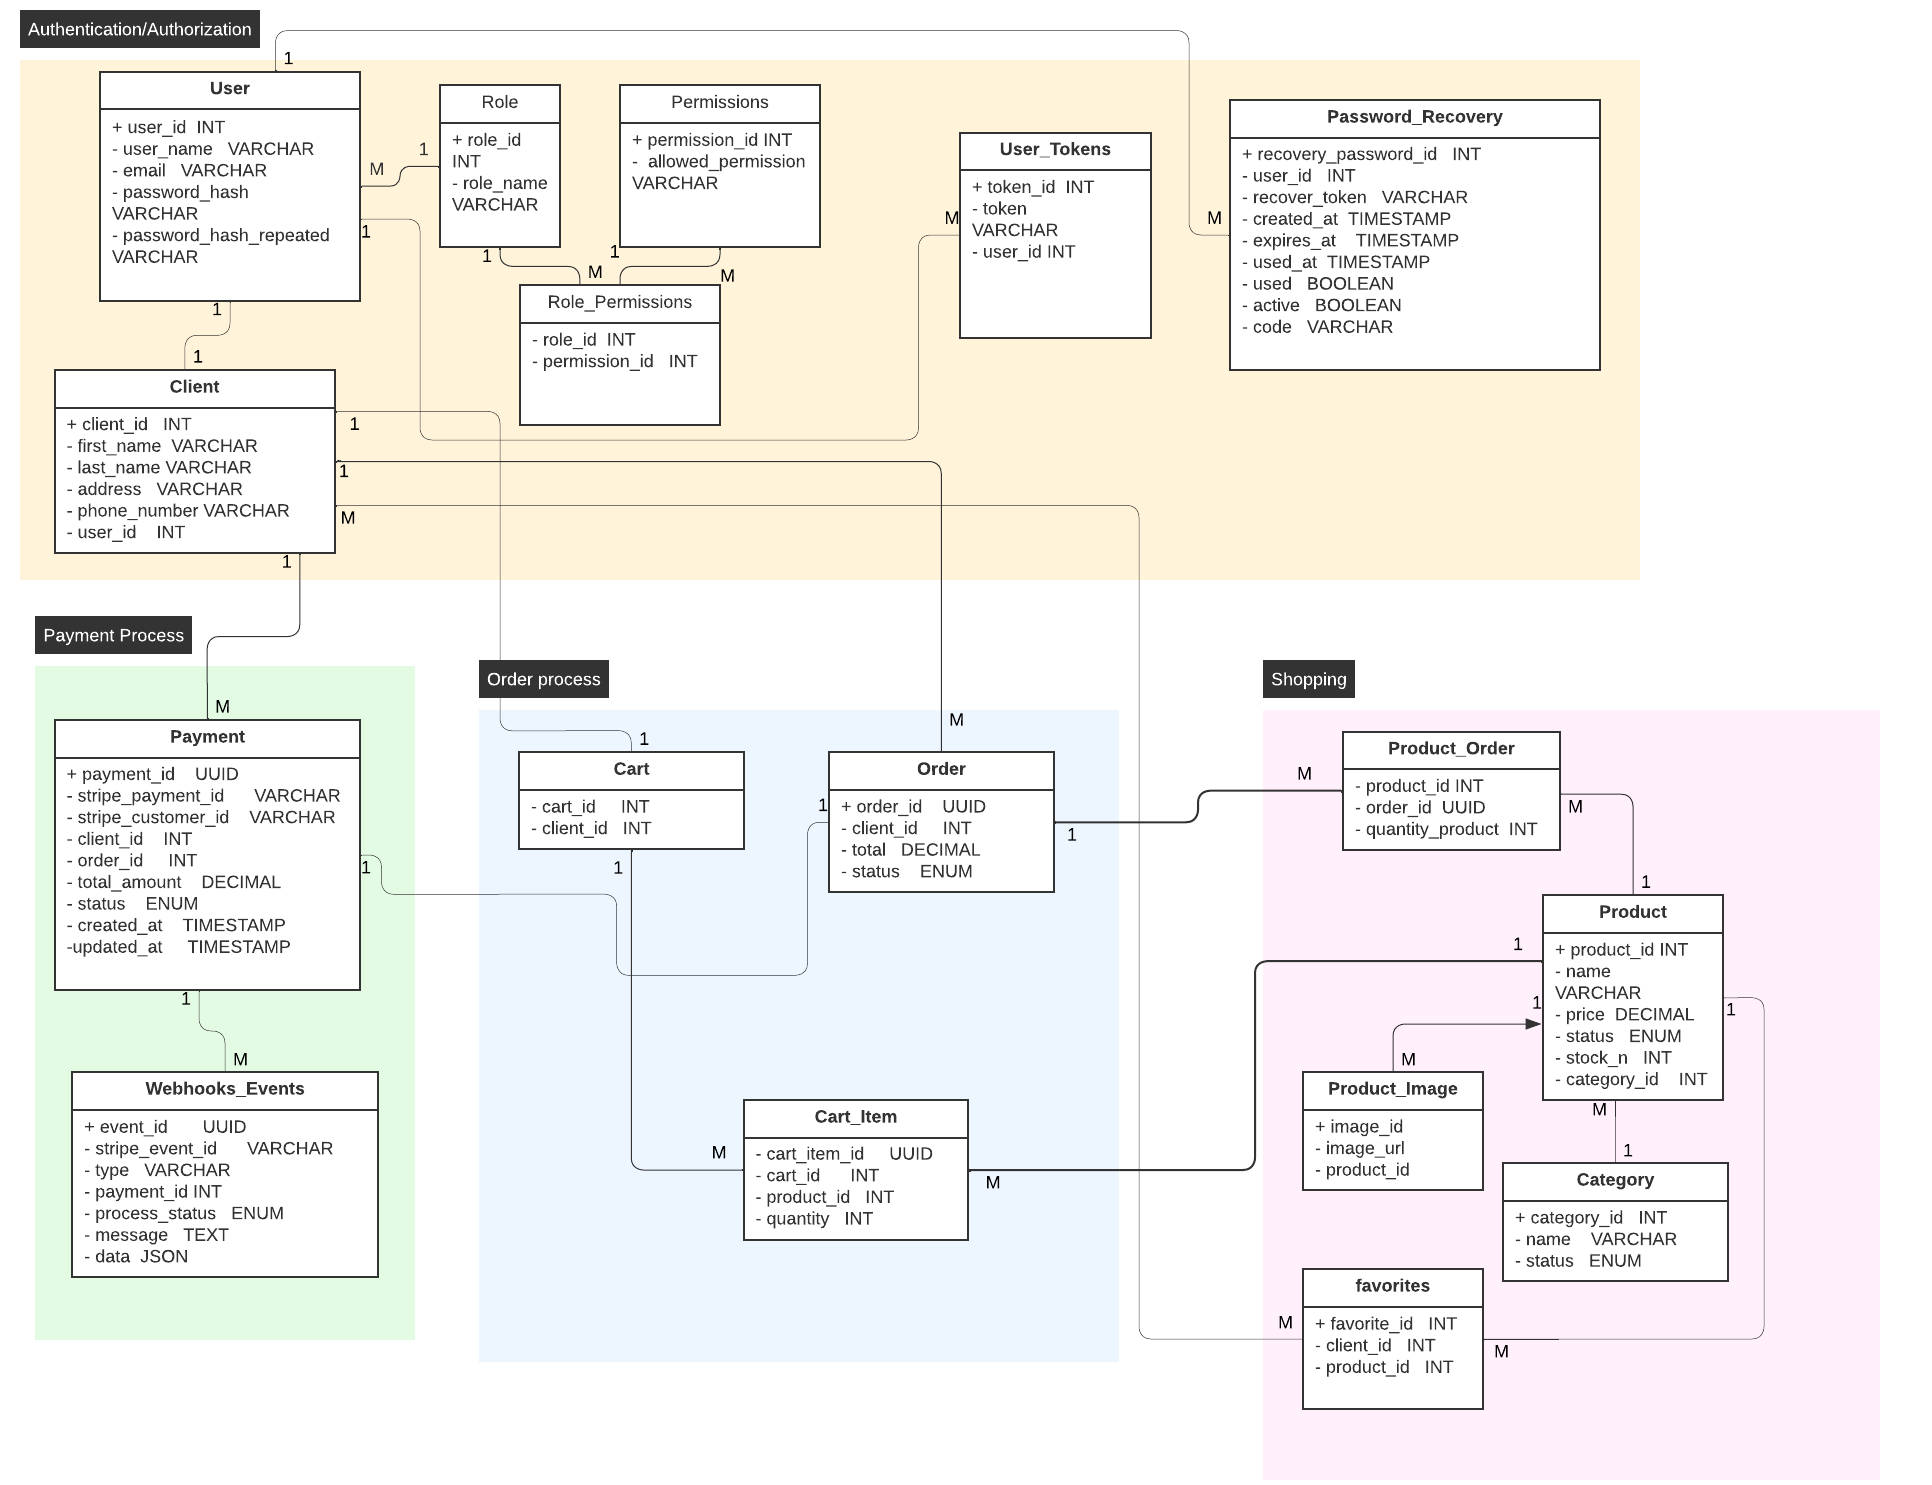 Authentication/Authorization
1
User
+ user_id INT
- user_name VARCHAR
- email VARCHAR
- password_hash
VARCHAR
- password_hash_repeated
VARCHAR
M
1
1
1
Role
+ role_id
INT
- role_name
VARCHAR
1
M
Permissions
+ permission_id INT
- allowed_permission
VARCHAR
1
M
Role_Permissions
- role_id INT
- permission_id INT
M
User_Tokens
+ token_id INT
- token
VARCHAR
- user_id INT
M
Password_Recovery
+ recovery_password_id INT
- user_id INT
- recover_token VARCHAR
- created_at TIMESTAMP
- expires_at TIMESTAMP
- used_at TIMESTAMP
- used BOOLEAN
- active BOOLEAN
- code VARCHAR
1
Client
+ client_id INT
- first_name VARCHAR
- last_name VARCHAR
- address VARCHAR
- phone_number VARCHAR
- user_id INT
1
1
M
1
Payment Process
M
Payment
+ payment_id UUID
- stripe_payment_id VARCHAR
- stripe_customer_id VARCHAR
- client_id INT
- order_id INT
- total_amount DECIMAL
- status ENUM
- created_at TIMESTAMP
-updated_at TIMESTAMP
1
1
M
Webhooks_Events
+ event_id UUID
- stripe_event_id VARCHAR
- type VARCHAR
- payment_id INT
- process_status ENUM
- message TEXT
- data JSON
Order process
1
Cart
- cart_id INT
- client_id INT
1
M
Order
+ order_id UUID
- client_id INT
- total DECIMAL
- status ENUM
1
1
M
Cart_Item
- cart_item_id UUID
- cart_id INT
- product_id INT
- quantity INT
M
Shopping
M
Product_Order
- product_id INT
- order_id UUID
- quantity_product INT
M
1
Product
+ product_id INT
- name
VARCHAR
- price DECIMAL
- status ENUM
- stock_n INT
- category_id INT
1
1
1
M
M
Product_Image
+ image_id
- image_url
- product_id
1
Category
+ category_id INT
- name VARCHAR
- status ENUM
M
favorites
+ favorite_id INT
- client_id INT
- product_id INT
M